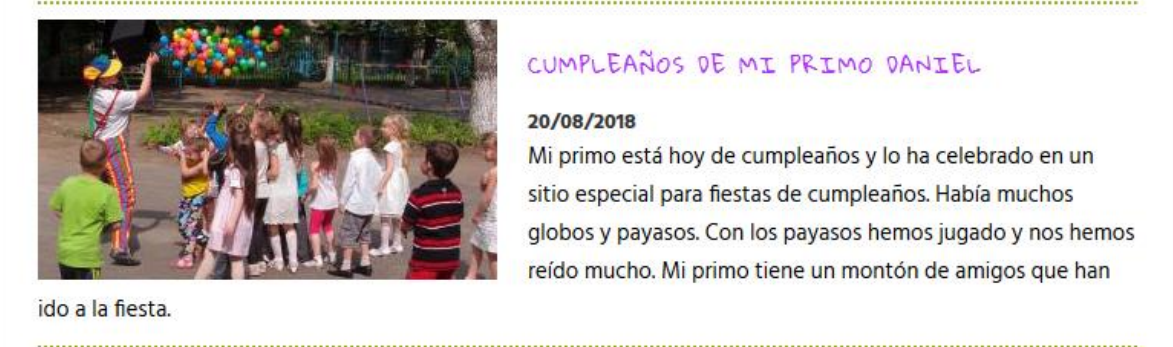 CUMPLEAÑOS DE MI PRIMO DANIEL
20/08/2018
Mi primo está hoy de cumpleaños y lo ha celebrado en un
sitio especial para fiestas de cumpleaños. Había muchos
globos y payasos. Con los payasos hemos jugado y nos hemos
reído mucho. Mi primo tiene un montón de amigos que han
ido a la fiesta.